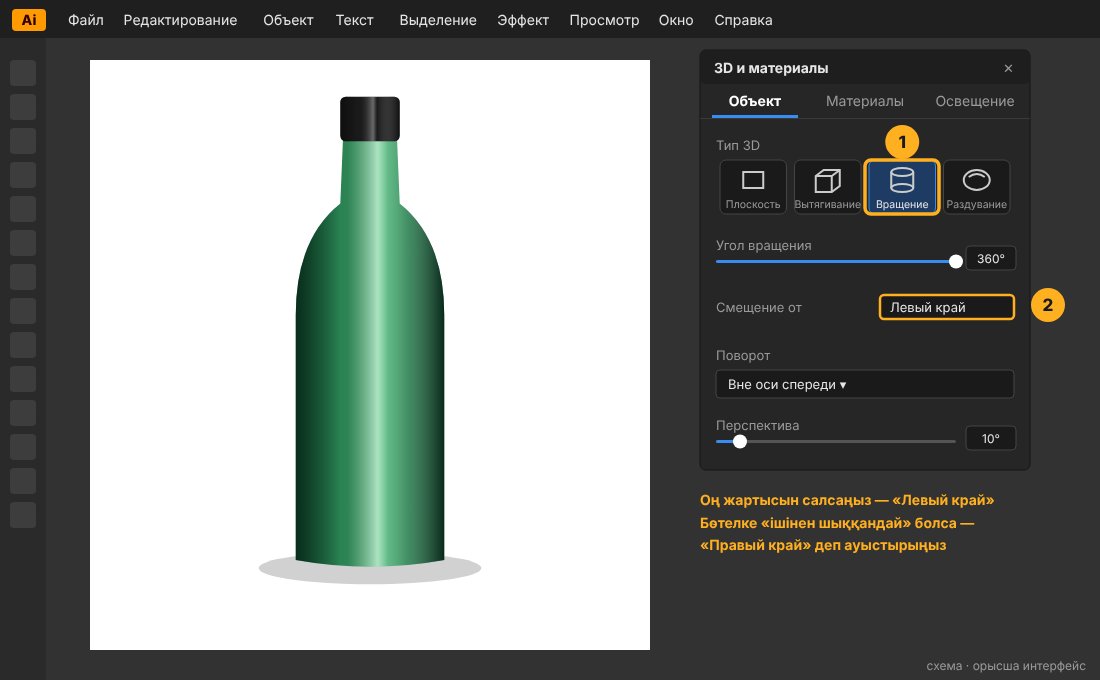 Ai Файл Редактирование Объект Текст Выделение Эффект Просмотр Окно Справка
3D и материалы ×
Объект Материалы Освещение
1
Тип 3D
Плоскость Вытягивание Вращение Раздувание
Угол вращения
360°
Смещение от Левый край 2
Поворот
Вне оси спереди ▾
Перспектива
10°
Оң жартысын салсаңыз — «Левый край»
Бөтелке «ішінен шыққандай» болса —
«Правый край» деп ауыстырыңыз
схема · орысша интерфейс